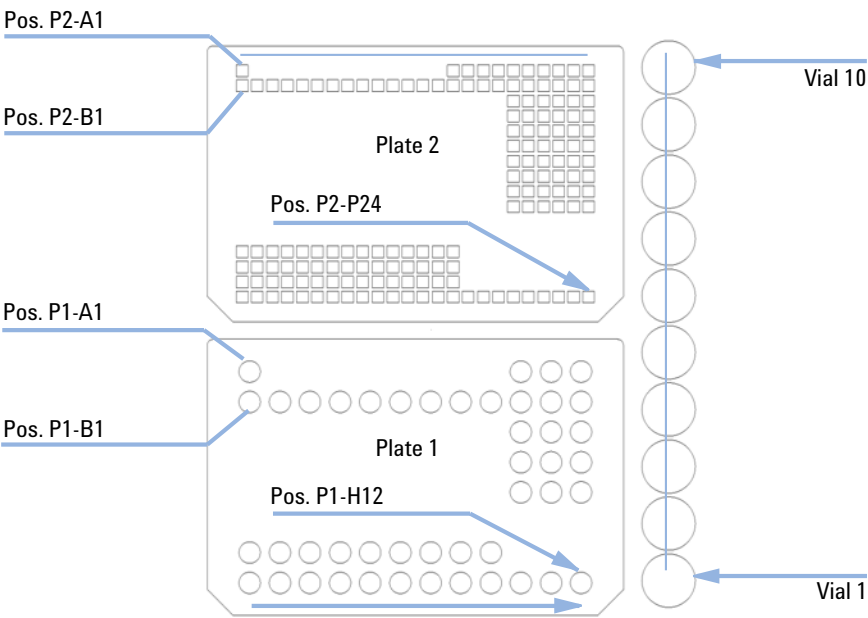 Pos. P2-A1
Vial 10
Pos. P2-B1
Plate 2
Pos. P2-P24
Pos. P1-A1
Pos. P1-B1
Plate 1
Pos. P1-H12
Vial 1